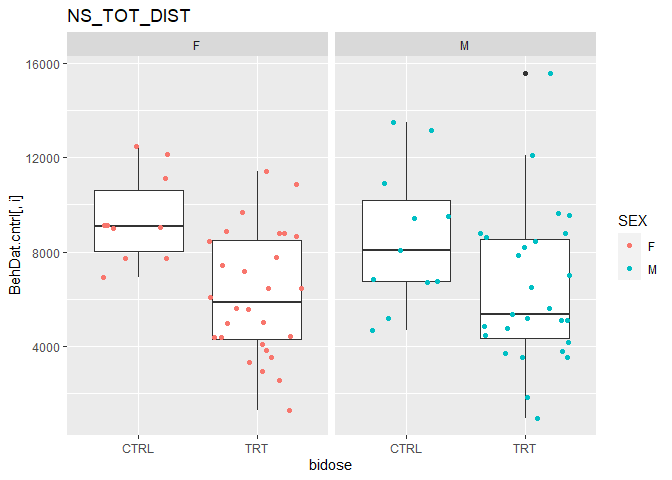 NS_TOT_DIST
F
M
16000
12000
8000
4000
BehDat.cntrl[, i]
CTRL
TRT
CTRL
TRT
bidose
SEX
F
M